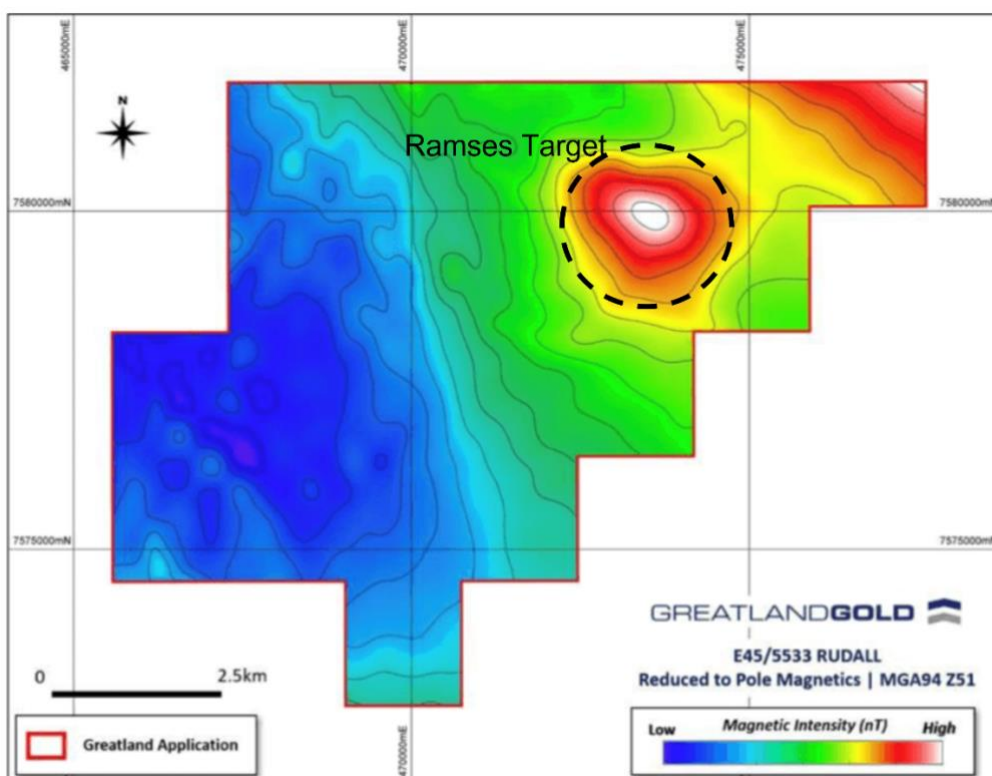 465000mE
470000mE
475000mE
N
Ramses Target
7580000mN
7580000mN
7575000mN
7575000mN
GREATLANDGOLD
E45/5533 RUDALL
Reduced to Pole Magnetics | MGA94 Z51
0 2.5km
Greatland Application
470000mE
Low Magnetic Intensity (nT) High